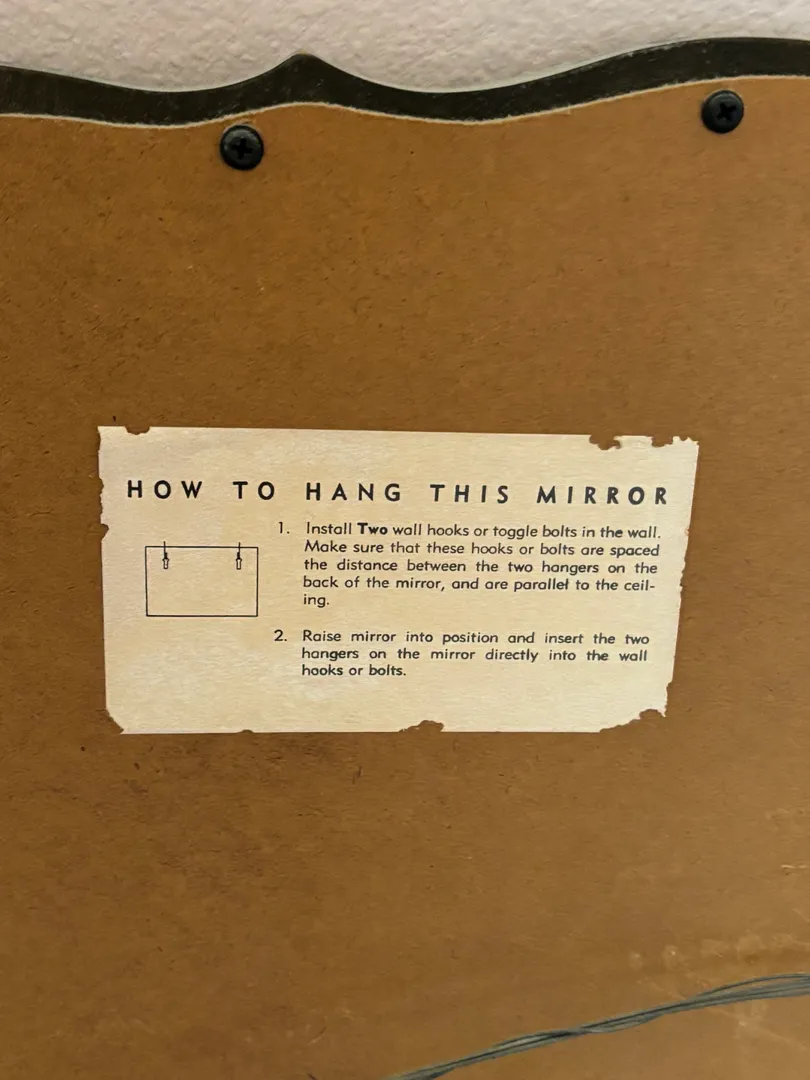 HOW TO HANG THIS MIRROR
1. Install Two wall hooks or toggle bolts in the wall.
Make sure that these hooks or bolts are spaced
the distance between the two hangers on the
back of the mirror, and are parallel to the ceil-
ing.
2. Raise mirror into position and insert the two
hangers on the mirror directly into the wall
hooks or bolts.